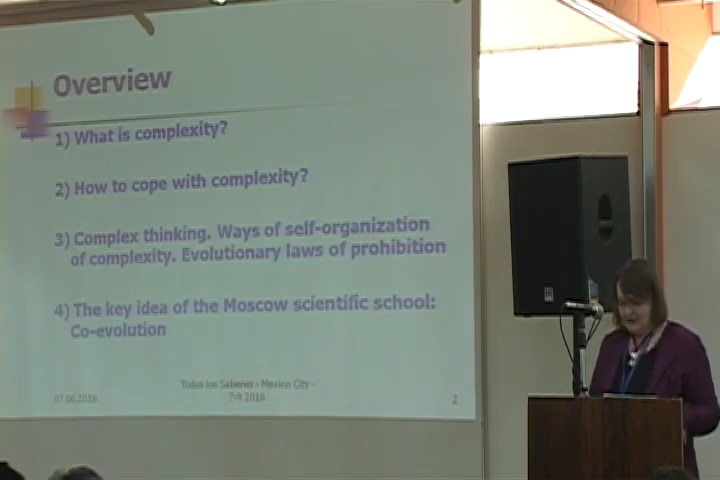 Overview
1) What is complexity?
2) How to cope with complexity?
3) Complex thinking. Ways of self-organization
of complexity. Evolutionary laws of prohibition
4) The key idea of the Moscow scientific school:
Co-evolution
Todos los Saberes - Mexico City -
07.06.2016
7-9 2016
2